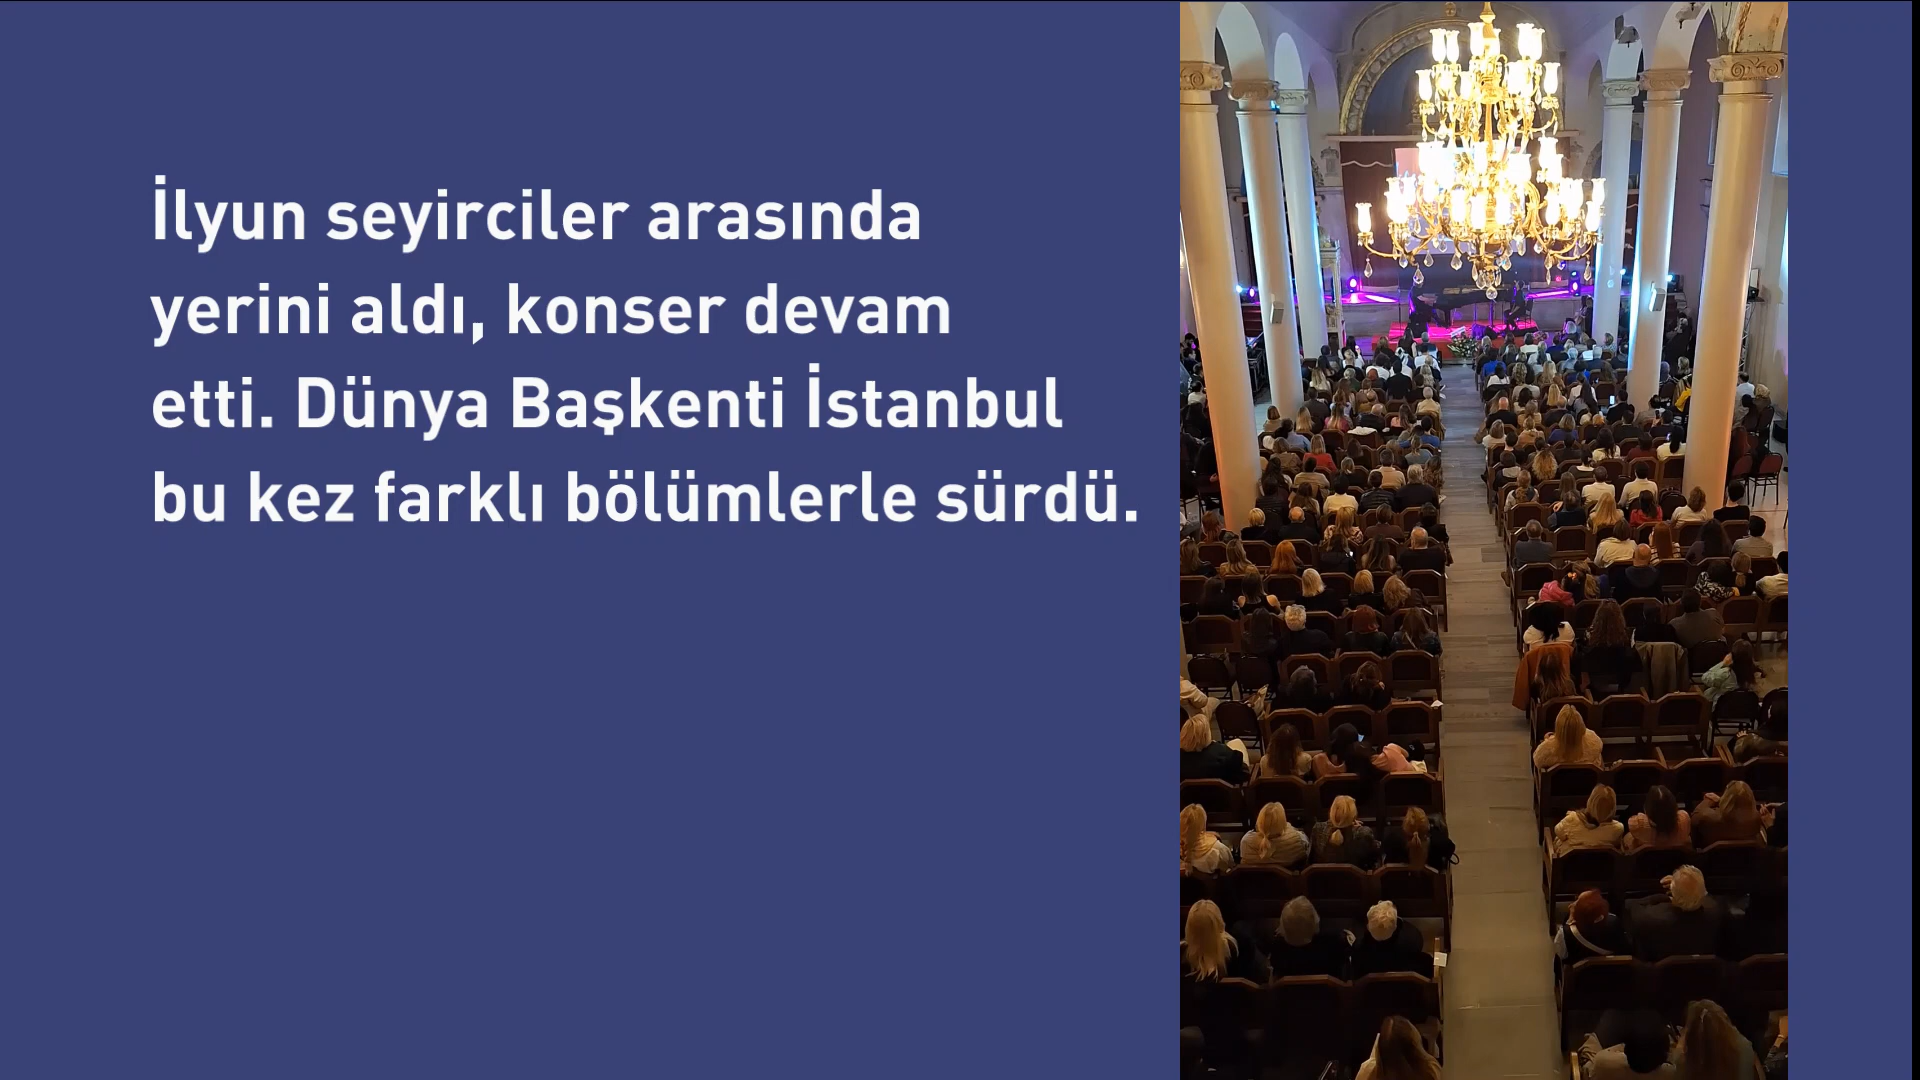 İlyun seyirciler arasında
yerini aldı, konser devam
etti. Dünya Başkenti İstanbul
bu kez farklı bölümlerle sürdü.